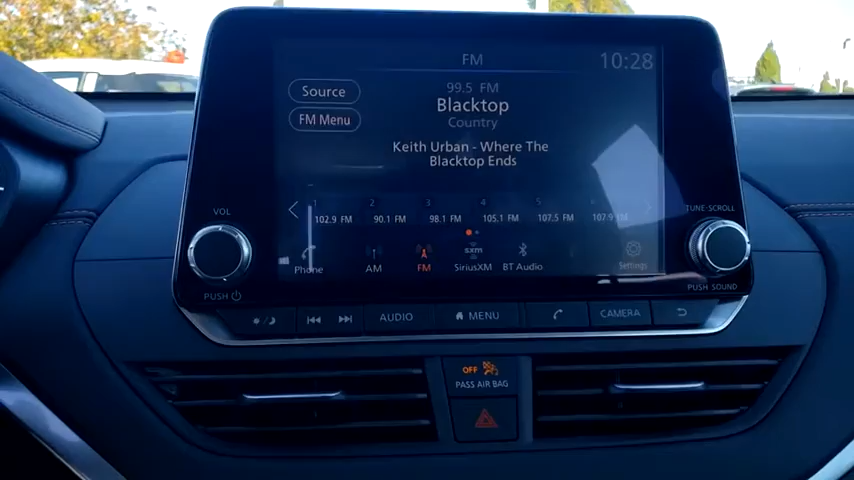 FM
10:28
Source
FM Menu
99.5 FM
Blacktop
Country
Keith Urban - Where The
Blacktop Ends
1 2 3 4 5
102.9 FM 90.1 FM 98.1 FM 105.1 FM 107.5 FM 107.9 FM
Phone AM FM SiriusXM BT Audio Settings
sxm
VOL
PUSH
TUNE·SCROLL
PUSH SOUND
AUDIO MENU CAMERA
OFF
PASS AIR BAG